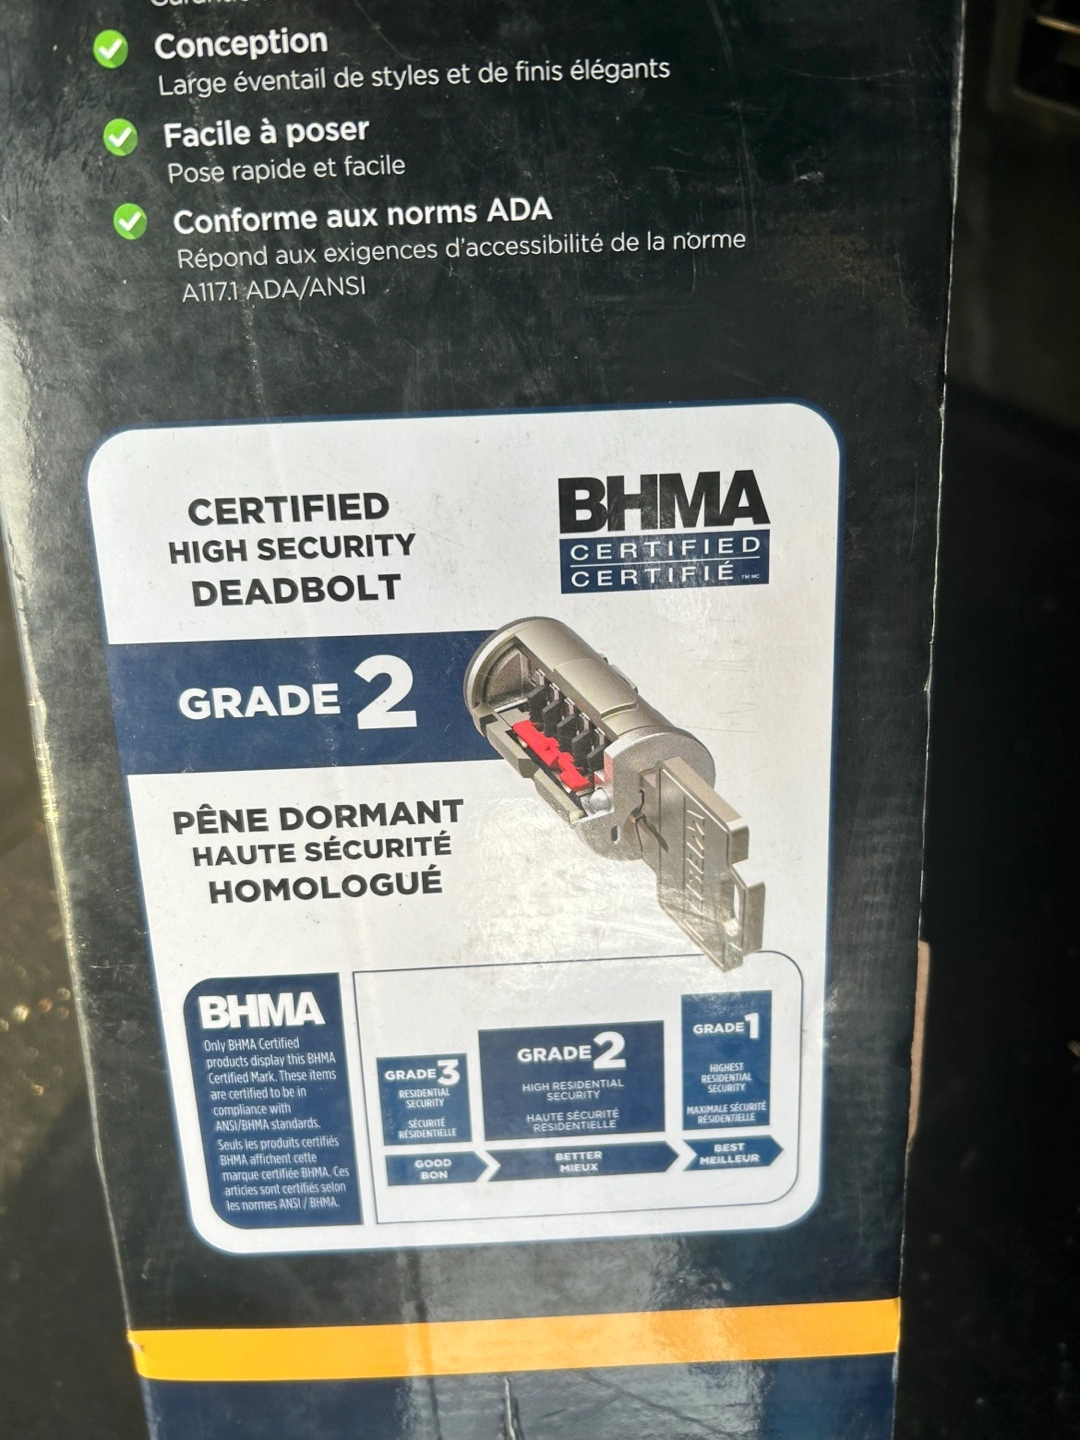 Conception
Large éventail de styles et de finis élégants
Facile à poser
Pose rapide et facile
Conforme aux norms ADA
Répond aux exigences d'accessibilité de la norme
A117.1 ADA/ANSI
CERTIFIED
HIGH SECURITY
DEADBOLT
BHMA
CERTIFIED
CERTIFIÉ TM MC
GRADE 2
PÊNE DORMANT
HAUTE SÉCURITÉ
HOMOLOGUÉ
BHMA
Only BHMA Certified
products display this BHMA
Certified Mark. These items
are certified to be in
compliance with
ANSI/BHMA standards.
Seuls les produits certifiés
BHMA affichent cette
marque certifiée BHMA. Ces
articles sont certifiés selon
les normes ANSI / BHMA.
GRADE 3
RESIDENTIAL
SECURITY
SÉCURITÉ
RÉSIDENTIELLE
GOOD
BON
GRADE 2
HIGH RESIDENTIAL
SECURITY
HAUTE SÉCURITÉ
RÉSIDENTIELLE
BETTER
MIEUX
GRADE 1
HIGHEST
RESIDENTIAL
SECURITY
MAXIMALE SÉCURITÉ
RÉSIDENTIELLE
BEST
MEILLEUR